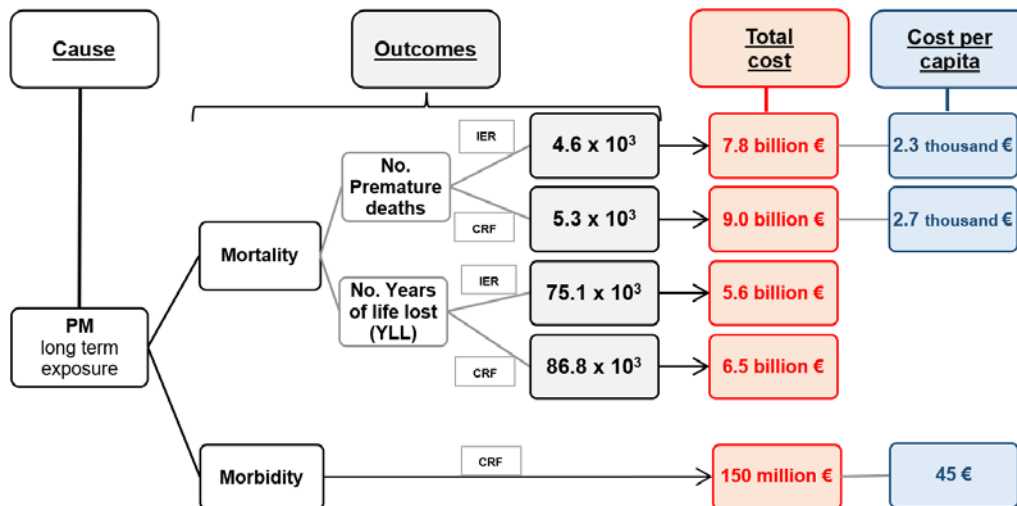 Cause
Outcomes
Total
cost
Cost per
capita
IER
4.6 x 10³
7.8 billion €
2.3 thousand €
No.
Premature
deaths
CRF
5.3 x 10³
9.0 billion €
2.7 thousand €
Mortality
IER
75.1 x 10³
5.6 billion €
No. Years
of life lost
(YLL)
CRF
86.8 x 10³
6.5 billion €
PM
long term
exposure
Morbidity
CRF
150 million €
45 €